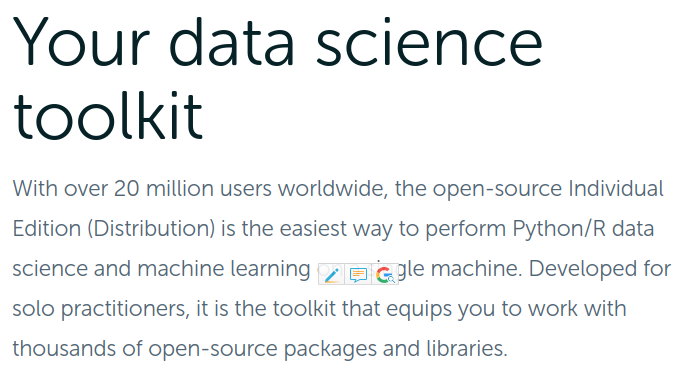 Your data science
toolkit
With over 20 million users worldwide, the open-source Individual
Edition (Distribution) is the easiest way to perform Python/R data
science and machine learning gle machine. Developed for
solo practitioners, it is the toolkit that equips you to work with
thousands of open-source packages and libraries.